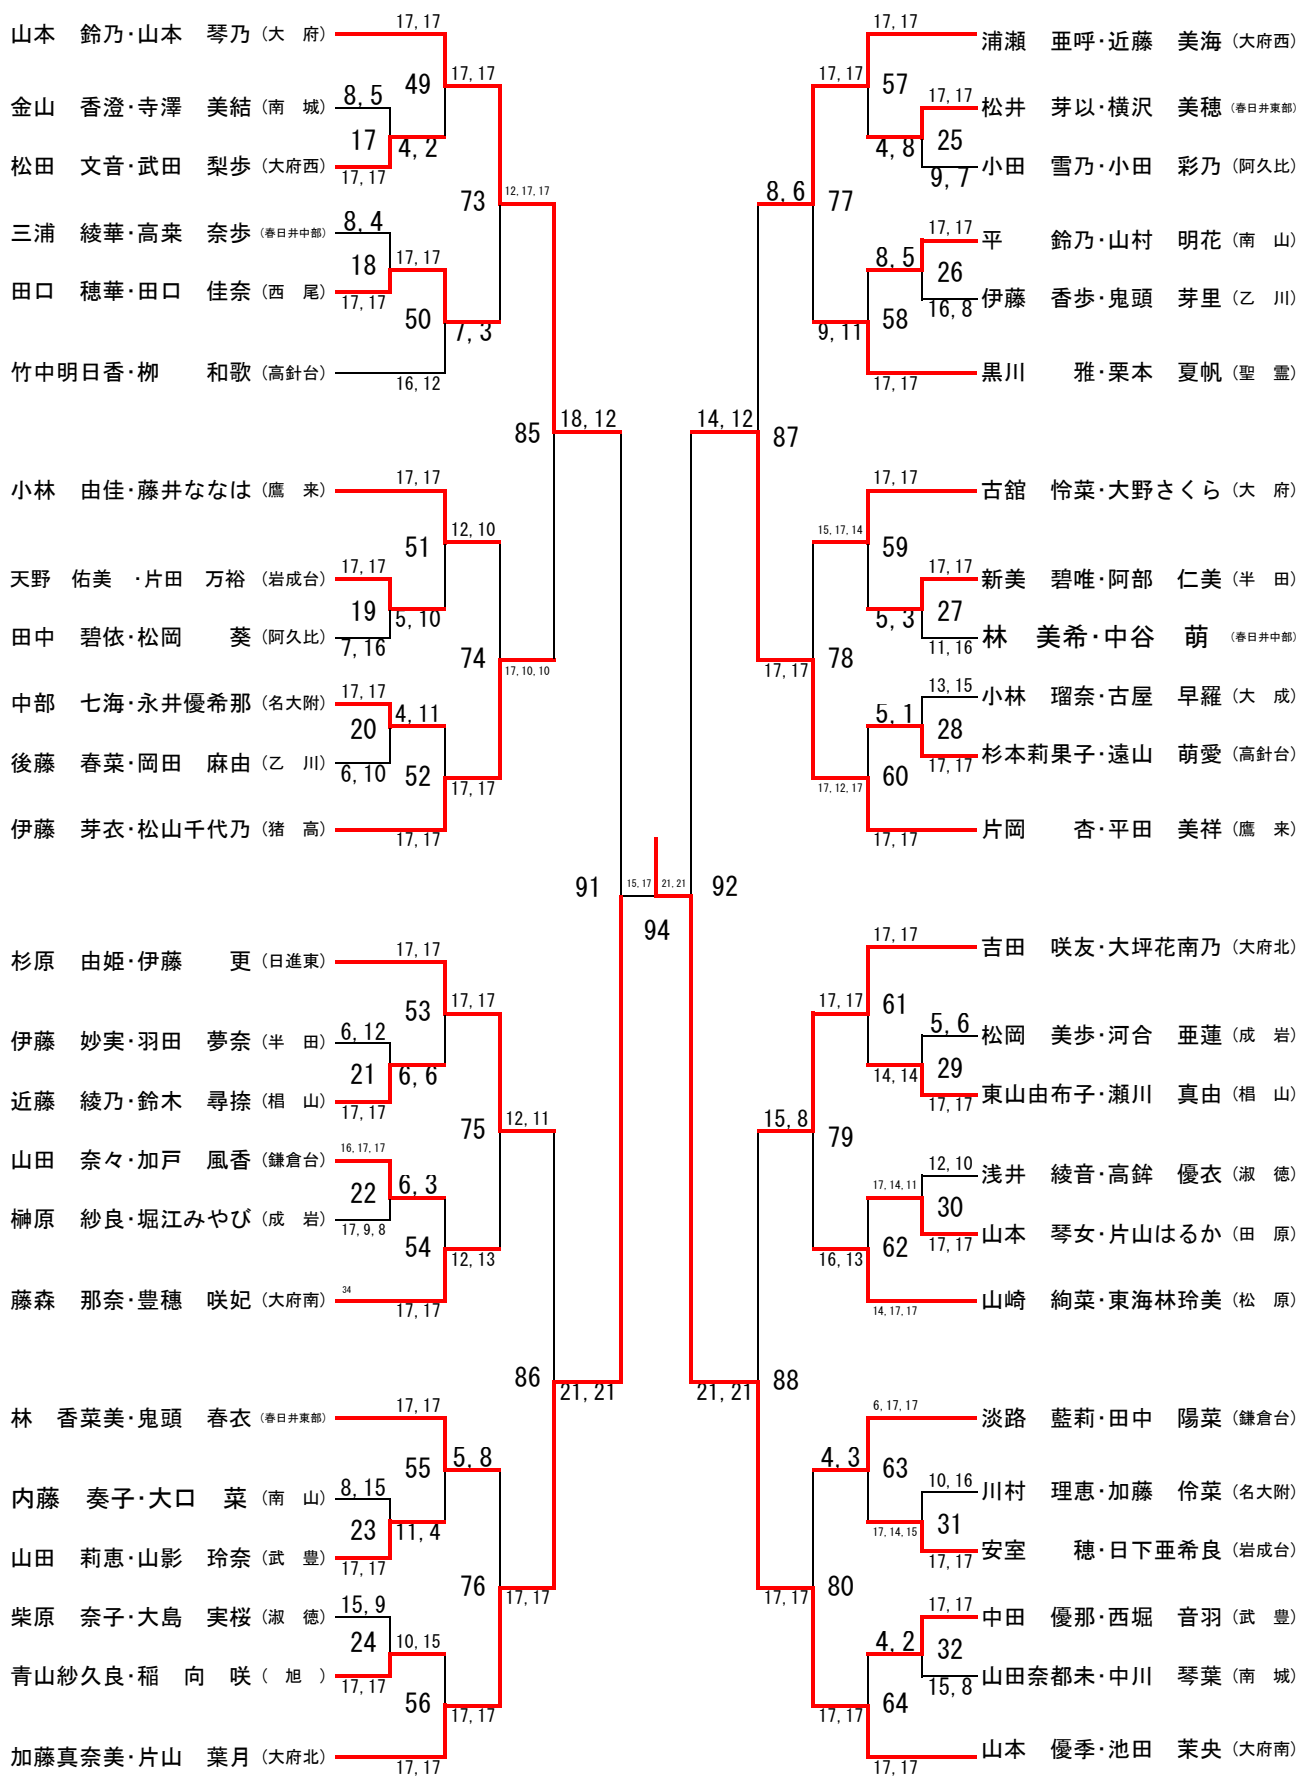 山本　鈴乃・山本　琴乃（大　府）
17, 17
49
17, 17
金山　香澄・寺澤　美結（南　城）
8, 5
17
4, 2
松田　文音・武田　梨歩（大府西）
17, 17
73
12, 17, 17
三浦　綾華・高桒　奈歩（春日井中部）
8, 4
18
17, 17
田口　穂華・田口　佳奈（西　尾）
17, 17
50
7, 3
竹中明日香・栁　　和歌（高針台）
16, 12
85
18, 12
小林　由佳・藤井ななは（鷹　来）
17, 17
51
12, 10
天野　佑美　・片田　万裕（岩成台）
17, 17
19
5, 10
田中　碧依・松岡　　葵（阿久比）
7, 16
74
17, 10, 10
中部　七海・永井優希那（名大附）
17, 17
20
4, 11
後藤　春菜・岡田　麻由（乙　川）
6, 10
52
17, 17
伊藤　芽衣・松山千代乃（猪　高）
17, 17
91
15, 17
94
杉原　由姫・伊藤　　更（日進東）
17, 17
53
17, 17
伊藤　妙実・羽田　夢奈（半　田）
6, 12
21
6, 6
近藤　綾乃・鈴木　尋捺（椙　山）
17, 17
75
12, 11
山田　奈々・加戸　風香（鎌倉台）
16, 17, 17
22
6, 3
榊原　紗良・堀江みやび（成　岩）
17, 9, 8
54
12, 13
藤森　那奈・豊穂　咲妃（大府南）
34
17, 17
86
21, 21
林　香菜美・鬼頭　春衣（春日井東部）
17, 17
55
5, 8
内藤　奏子・大口　菜（南　山）
8, 15
23
11, 4
山田　莉恵・山影　玲奈（武　豊）
17, 17
76
17, 17
柴原　奈子・大島　実桜（淑　徳）
15, 9
24
10, 15
青山紗久良・稲　向　咲（　旭　）
17, 17
56
17, 17
加藤真奈美・片山　葉月（大府北）
17, 17
17, 17
浦瀬　亜呼・近藤　美海（大府西）
17, 17
57
17, 17
松井　芽以・横沢　美穂（春日井東部）
4, 8
25
9, 7
小田　雪乃・小田　彩乃（阿久比）
8, 6
77
17, 17
平　　鈴乃・山村　明花（南　山）
8, 5
26
16, 8
伊藤　香歩・鬼頭　芽里（乙　川）
9, 11
58
17, 17
黒川　　雅・栗本　夏帆（聖　霊）
14, 12
87
17, 17
古舘　怜菜・大野さくら（大　府）
15, 17, 14
59
17, 17
新美　碧唯・阿部　仁美（半　田）
5, 3
27
11, 16
林　美希・中谷　萌（春日井中部）
17, 17
78
13, 15
小林　瑠奈・古屋　早羅（大　成）
5, 1
28
17, 17
杉本莉果子・遠山　萌愛（高針台）
17, 12, 17
60
17, 17
片岡　　杏・平田　美祥（鷹　来）
21, 21
92
17, 17
吉田　咲友・大坪花南乃（大府北）
17, 17
61
5, 6
松岡　美歩・河合　亜蓮（成　岩）
14, 14
29
17, 17
東山由布子・瀬川　真由（椙　山）
15, 8
79
12, 10
浅井　綾音・高鉾　優衣（淑　徳）
17, 14, 11
30
17, 17
山本　琴女・片山はるか（田　原）
16, 13
62
14, 17, 17
山崎　絢菜・東海林玲美（松　原）
21, 21
88
6, 17, 17
淡路　藍莉・田中　陽菜（鎌倉台）
4, 3
63
10, 16
川村　理恵・加藤　伶菜（名大附）
17, 14, 15
31
17, 17
安室　　穂・日下亜希良（岩成台）
17, 17
80
17, 17
中田　優那・西堀　音羽（武　豊）
4, 2
32
15, 8
山田奈都未・中川　琴葉（南　城）
17, 17
64
17, 17
山本　優季・池田　茉央（大府南）